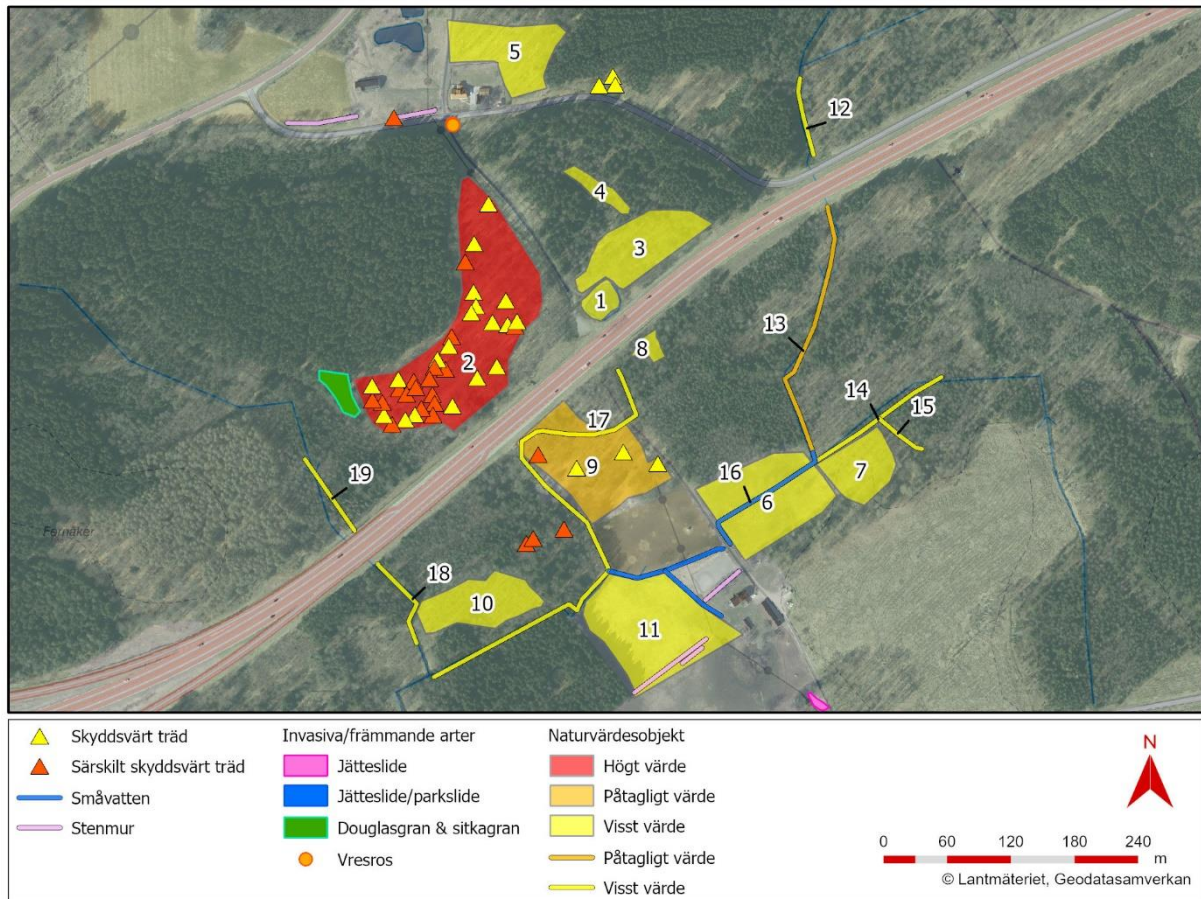 5
12
4
3
1
13
8
2
14
15
17
9
16
7
6
19
Fernåker
18
10
11
Skyddsvärt träd
Särskilt skyddsvärt träd
Småvatten
Stenmur
Invasiva/främmande arter
Jätteslide
Jätteslide/parkslide
Douglasgran & sitkagran
Vresros
Naturvärdesobjekt
Högt värde
Påtagligt värde
Visst värde
Påtagligt värde
Visst värde
N
0 60 120 180 240
m
© Lantmäteriet, Geodatasamverkan